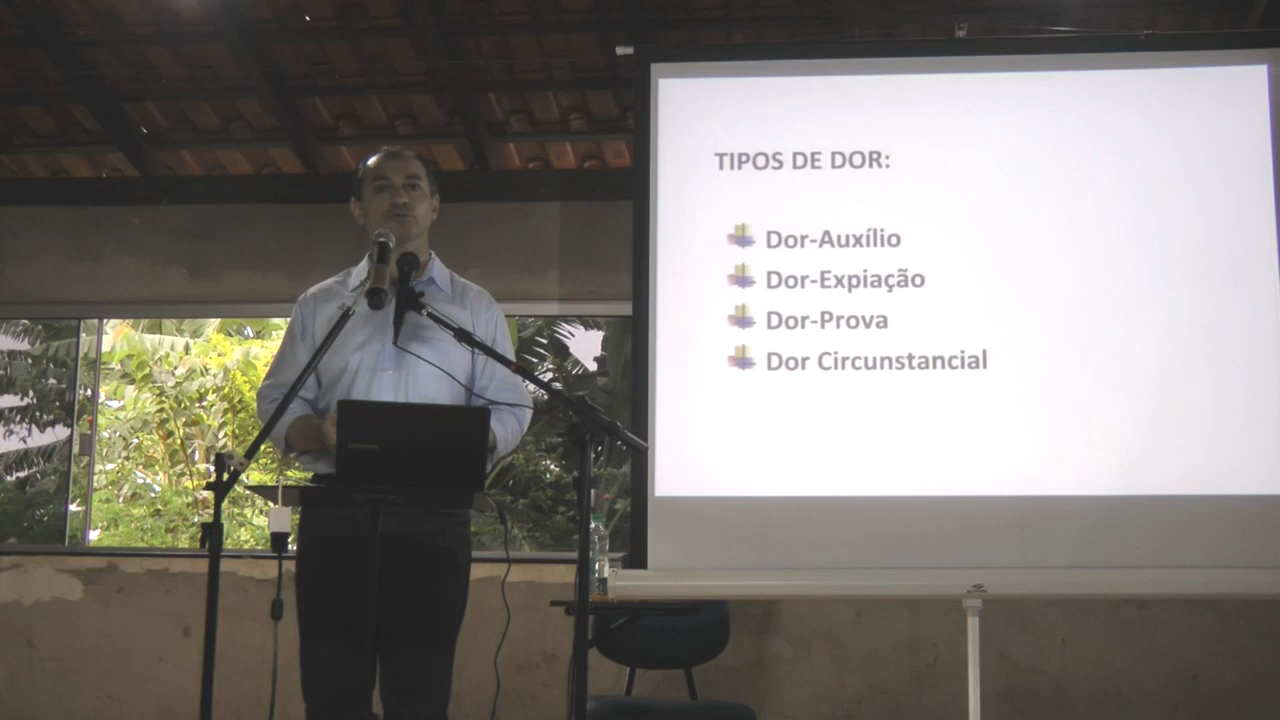 TIPOS DE DOR:
Dor-Auxílio
Dor-Expiação
Dor-Prova
Dor Circunstancial